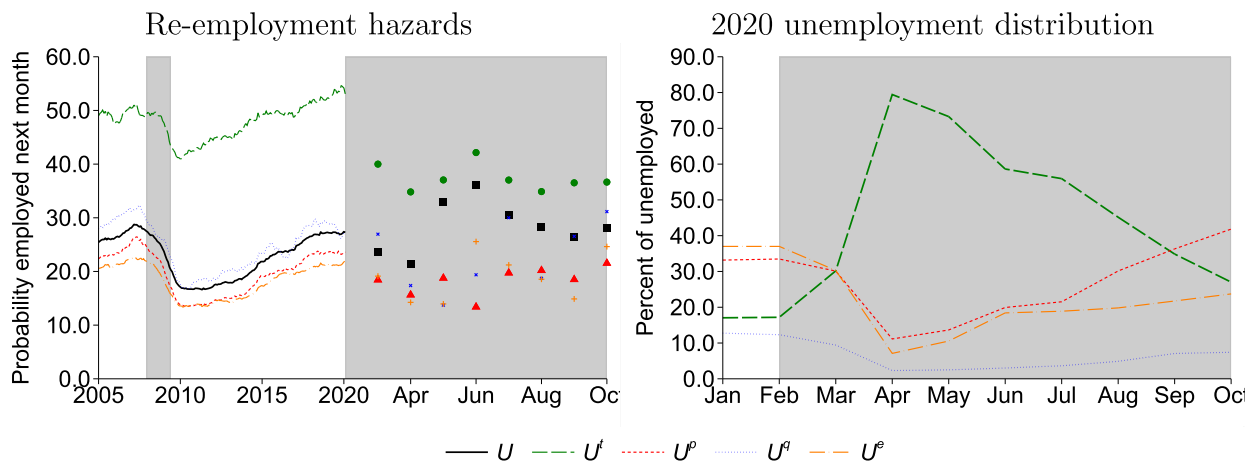 Re-employment hazards
2020 unemployment distribution
Probability employed next month
60.0
50.0
40.0
30.0
20.0
10.0
0.0
2005
2010
2015
2020
Apr
Jun
Aug
Oct
Percent of unemployed
90.0
80.0
70.0
60.0
50.0
40.0
30.0
20.0
10.0
0.0
Jan
Feb
Mar
Apr
May
Jun
Jul
Aug
Sep
Oct
U
Uᵗ
Uᵖ
U^q
Uᵉ